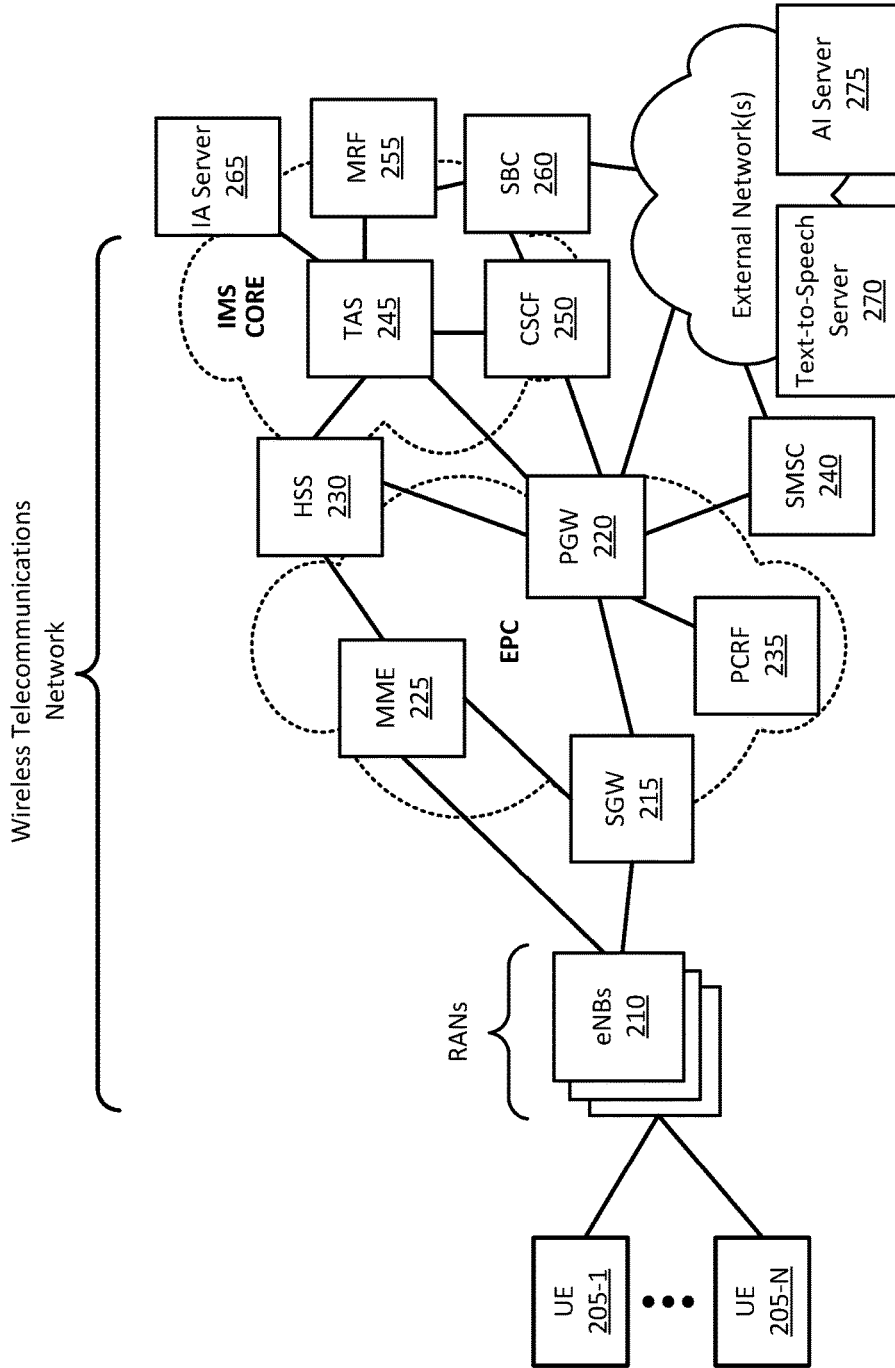 Wireless Telecommunications
Network
IA Server
265
IMS
CORE
MRF
255
TAS
245
HSS
230
SBC
260
CSCF
250
MME
225
EPC
PGW
220
External Network(s)
RANs
SGW
215
PCRF
235
SMSC
240
Text-to-Speech
Server
270
AI Server
275
eNBs
210
UE
205-1
UE
205-N